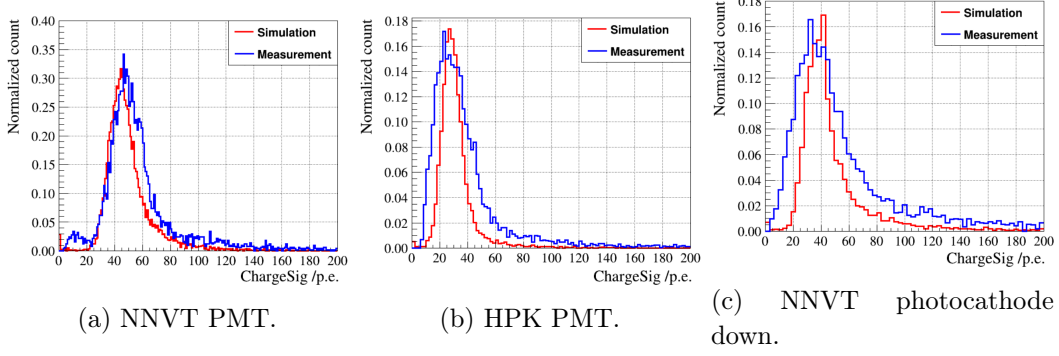 Normalized count
0.40
0.35
0.30
0.25
0.20
0.15
0.10
0.05
0.00
0 20 40 60 80 100 120 140 160 180 200
ChargeSig /p.e.
Simulation
Measurement
(a) NNVT PMT.
Normalized count
0.18
0.16
0.14
0.12
0.10
0.08
0.06
0.04
0.02
0.00
0 20 40 60 80 100 120 140 160 180 200
ChargeSig /p.e.
Simulation
Measurement
(b) HPK PMT.
Normalized count
0.18
0.16
0.14
0.12
0.10
0.08
0.06
0.04
0.02
0.00
0 20 40 60 80 100 120 140 160 180 200
ChargeSig /p.e.
Simulation
Measurement
(c) NNVT photocathode
down.